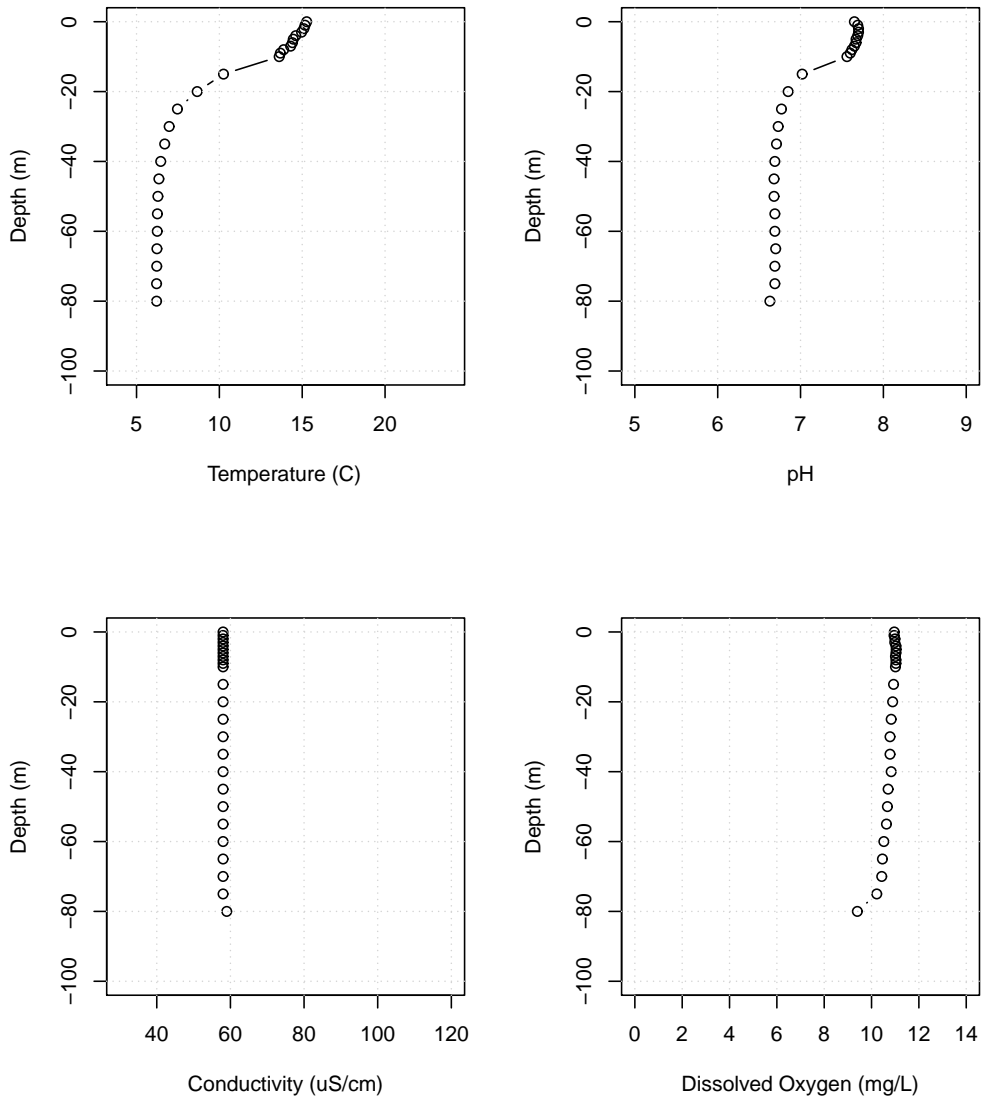 0
−20
−40
−60
−80
−100
Depth (m)
5 10 15 20
Temperature (C)
0
−20
−40
−60
−80
−100
Depth (m)
5 6 7 8 9
pH
0
−20
−40
−60
−80
−100
Depth (m)
40 60 80 100 120
Conductivity (uS/cm)
0
−20
−40
−60
−80
−100
Depth (m)
0 2 4 6 8 10 12 14
Dissolved Oxygen (mg/L)